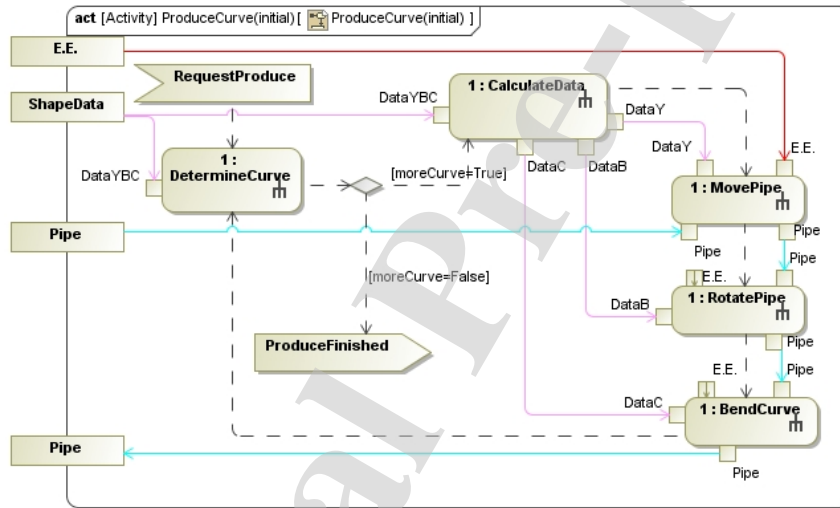 act [Activity] ProduceCurve(initial)[ ProduceCurve(initial) ]
E.E.
RequestProduce
ShapeData
DataYBC
1 : CalculateData
DataY
DataY
E.E.
1 :
DetermineCurve
DataYBC
[moreCurve=True]
DataC
DataB
1 : MovePipe
Pipe
Pipe
Pipe
Pipe
[moreCurve=False]
E.E.
DataB
1 : RotatePipe
ProduceFinished
Pipe
Pipe
E.E.
DataC
1 : BendCurve
Pipe
Pipe
al Pre-